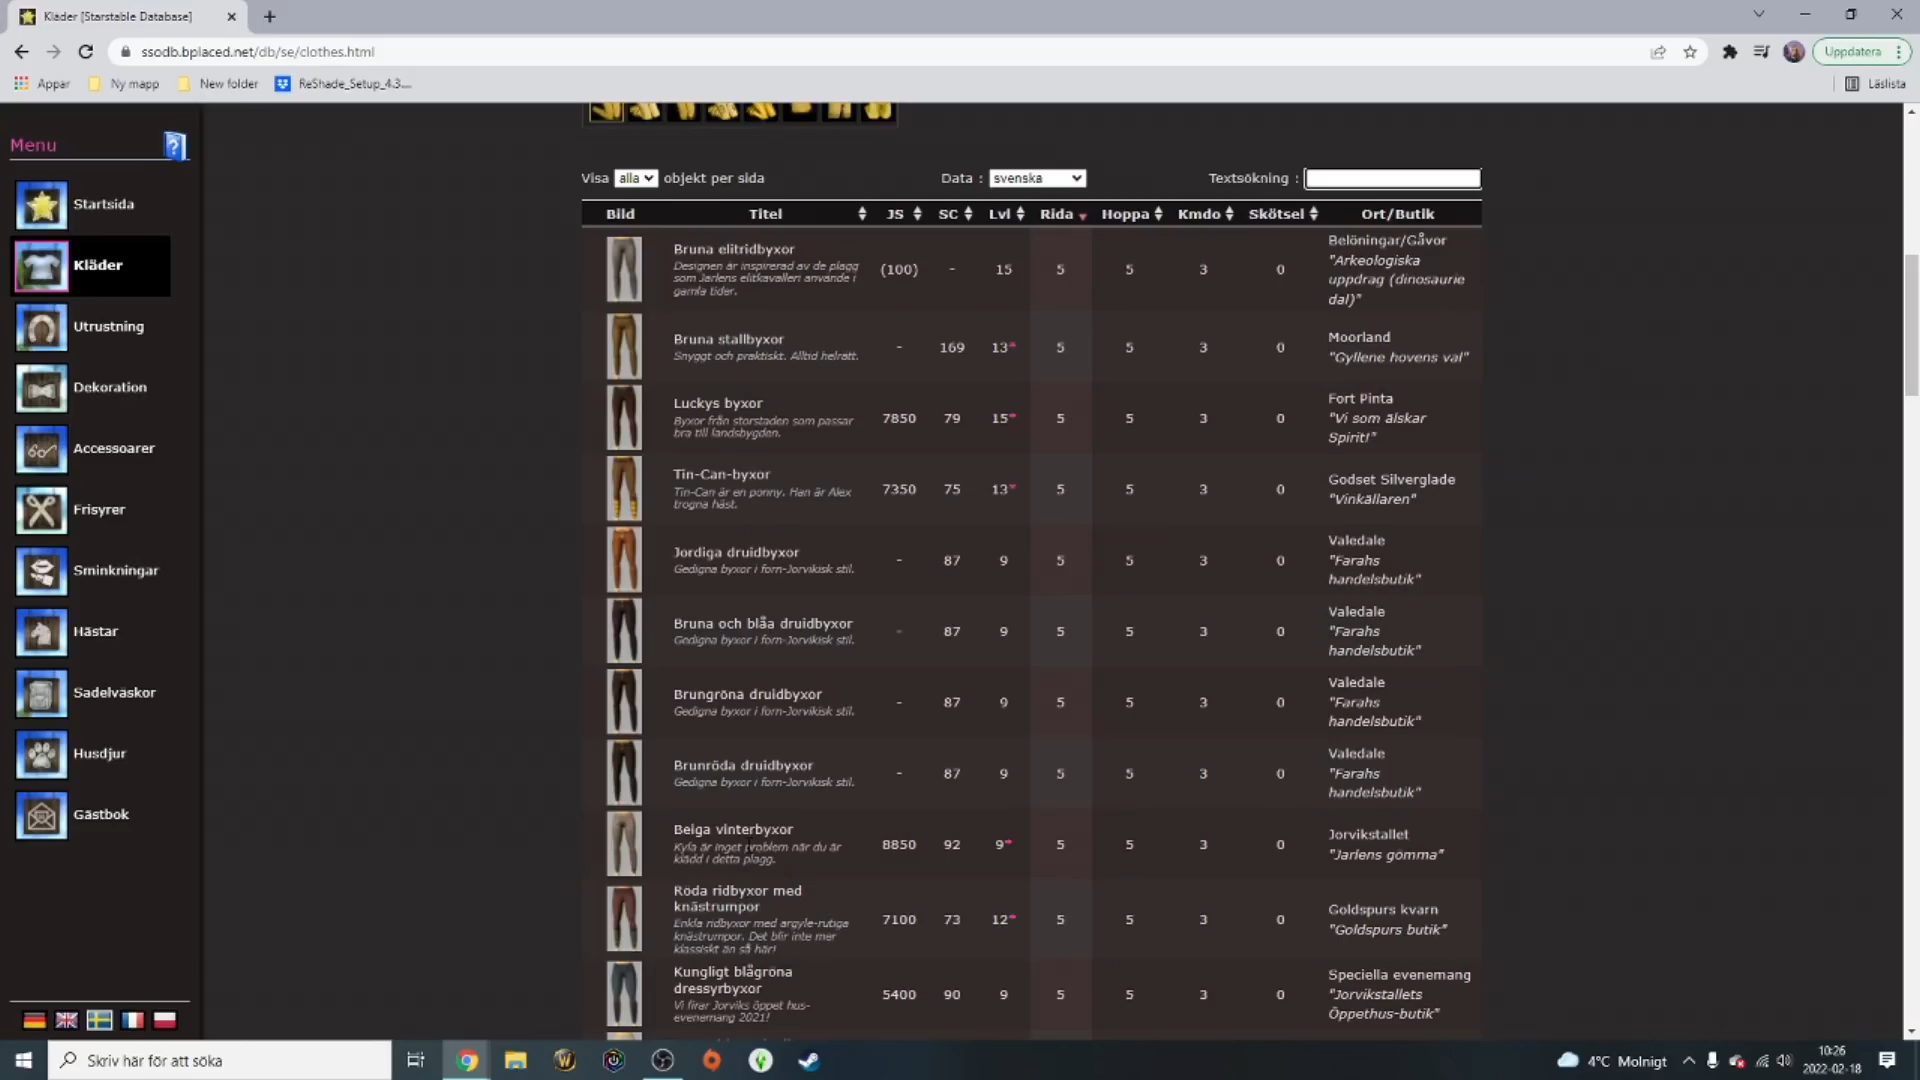 Kläder [Starstable Database]
ssodb.bplaced.net/db/se/clothes.html
Uppdatera
Appar
Ny mapp
New folder
ReShade_Setup_4.3....
Läslista
Menu
Startsida
Kläder
Utrustning
Dekoration
Accessoarer
Frisyrer
Sminkningar
Hästar
Sadelväskor
Husdjur
Gästbok
Visa alla objekt per sida
Data : svenska
Textsökning :
Bild Titel JS SC Lvl Rida Hoppa Kmdo Skötsel Ort/Butik
Bruna elitridbyxor
Designen är inspirerad av de plagg
som Jarlens elitkavalleri använde i
gamla tider.
(100) - 15 5 5 3 0
Belöningar/Gåvor
"Arkeologiska
uppdrag (dinosaurie
dal)"
Bruna stallbyxor
Snyggt och praktiskt. Alltid helrätt.
- 169 13* 5 5 3 0
Moorland
"Gyllene hovens val"
Luckys byxor
Byxor från storstaden som passar
bra till landsbygden.
7850 79 15* 5 5 3 0
Fort Pinta
"Vi som älskar
Spirit!"
Tin-Can-byxor
Tin-Can är en ponny. Han är Alex
trogna häst.
7350 75 13* 5 5 3 0
Godset Silverglade
"Vinkällaren"
Jordiga druidbyxor
Gedigna byxor i forn-Jorvikisk stil.
- 87 9 5 5 3 0
Valedale
"Farahs
handelsbutik"
Bruna och blåa druidbyxor
Gedigna byxor i forn-Jorvikisk stil.
- 87 9 5 5 3 0
Valedale
"Farahs
handelsbutik"
Brungröna druidbyxor
Gedigna byxor i forn-Jorvikisk stil.
- 87 9 5 5 3 0
Valedale
"Farahs
handelsbutik"
Brunröda druidbyxor
Gedigna byxor i forn-Jorvikisk stil.
- 87 9 5 5 3 0
Valedale
"Farahs
handelsbutik"
Beiga vinterbyxor
Kyla är inget problem när du är
klädd i detta plagg.
8850 92 9* 5 5 3 0
Jorvikstallet
"Jarlens gömma"
Röda ridbyxor med
knästrumpor
Enkla ridbyxor med argyle-rutiga
knästrumpor. Det blir inte mer
klassiskt än så här!
7100 73 12* 5 5 3 0
Goldspurs kvarn
"Goldspurs butik"
Kungligt blågröna
dressyrbyxor
Vi firar Jorviks öppet hus-
evenemang 2021!
5400 90 9 5 5 3 0
Speciella evenemang
"Jorvikstallets
Öppethus-butik"
Skriv här för att söka
4°C Molnigt
10:26
2022-02-18